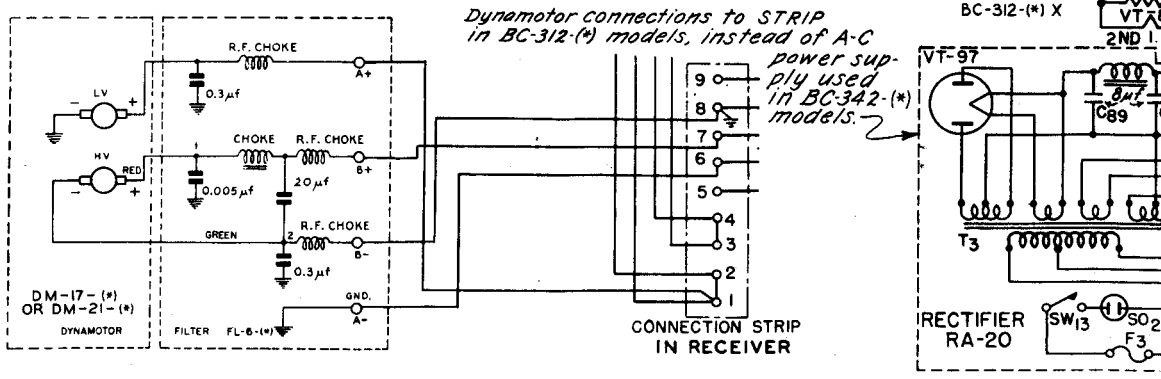 Dynamotor connections to STRIP
in BC-312-(*) models, instead of A-C
power sup-
ply used
in BC-342-(*)
models.
BC-312-(*) X
2ND I.
VT-97
8µf
C89
T3
SW13
SO2
F3
RECTIFIER
RA-20
R.F. CHOKE
A+
0.3µf
LV
- +
HV
RED
- +
CHOKE
R.F. CHOKE
B+
1
0.005µf
20µf
GREEN
2
R.F. CHOKE
B-
0.3µf
GND.
A-
DM-17-(*)
OR DM-21-(*)
DYNAMOTOR
FILTER FL-6-(*)
9
8
7
6
5
4
3
2
1
CONNECTION STRIP
IN RECEIVER